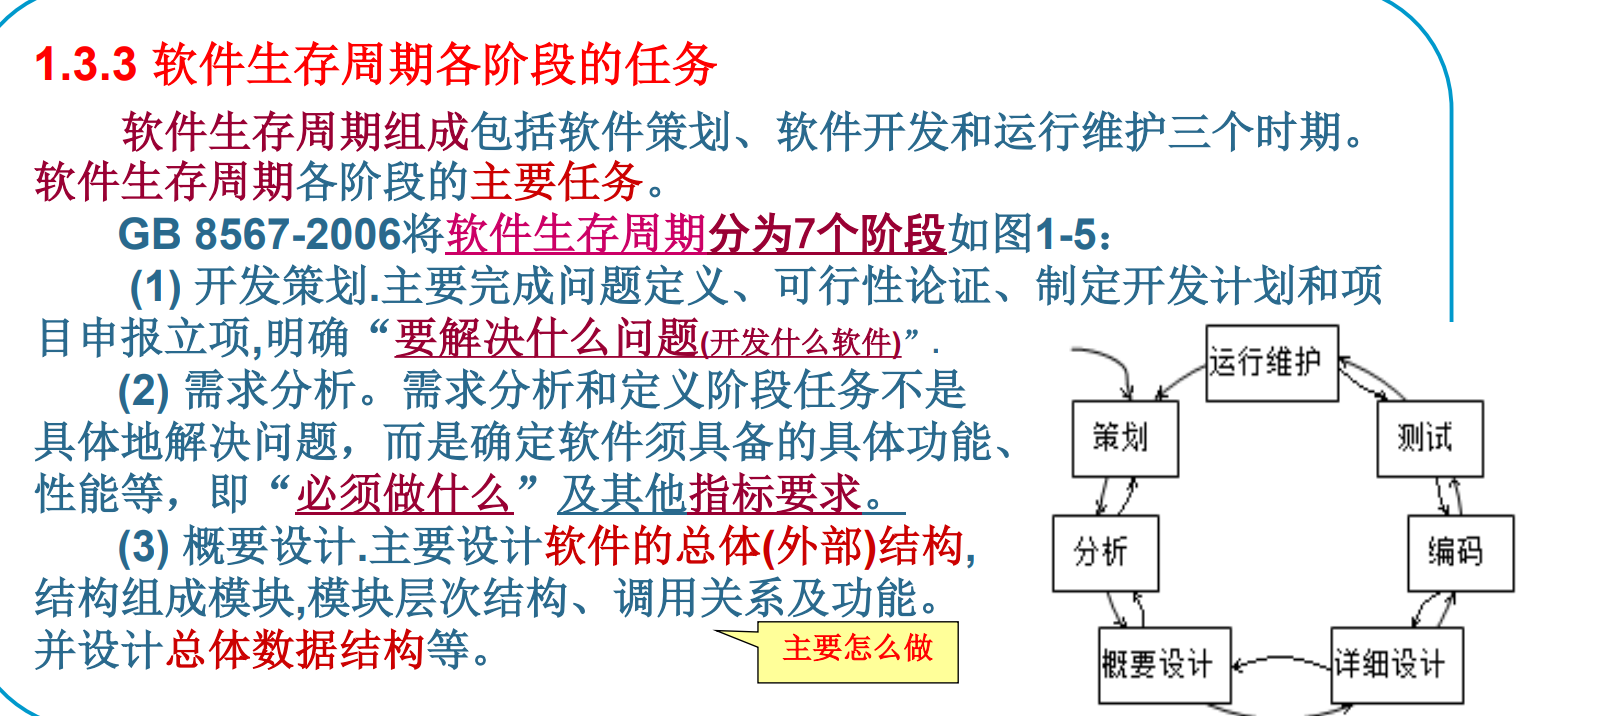 1.3.3 软件生存周期各阶段的任务
软件生存周期组成包括软件策划、软件开发和运行维护三个时期。
软件生存周期各阶段的主要任务。
GB 8567-2006将软件生存周期分为7个阶段如图1-5：
(1) 开发策划.主要完成问题定义、可行性论证、制定开发计划和项
目申报立项,明确“要解决什么问题(开发什么软件)”.
(2) 需求分析。需求分析和定义阶段任务不是
具体地解决问题，而是确定软件须具备的具体功能、
性能等，即“必须做什么”及其他指标要求。
(3) 概要设计.主要设计软件的总体(外部)结构,
结构组成模块,模块层次结构、调用关系及功能。
并设计总体数据结构等。
主要怎么做
运行维护
策划
测试
分析
编码
概要设计
详细设计